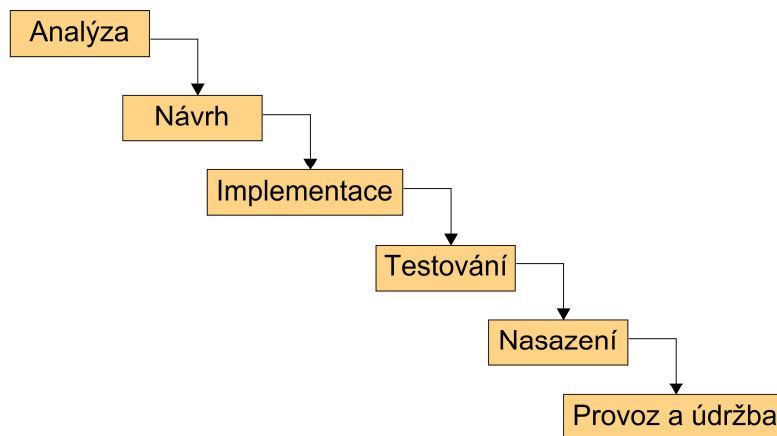 Analýza
Návrh
Implementace
Testování
Nasazení
Provoz a údržba